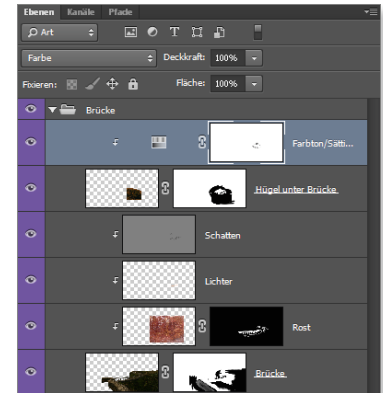 Ebenen Kanäle Pfade
Art T
Farbe Deckkraft: 100%
Fixieren: Fläche: 100%
Brücke
Farbton/Sätti...
Hügel unter Brücke
Schatten
Lichter
Rost
Brücke